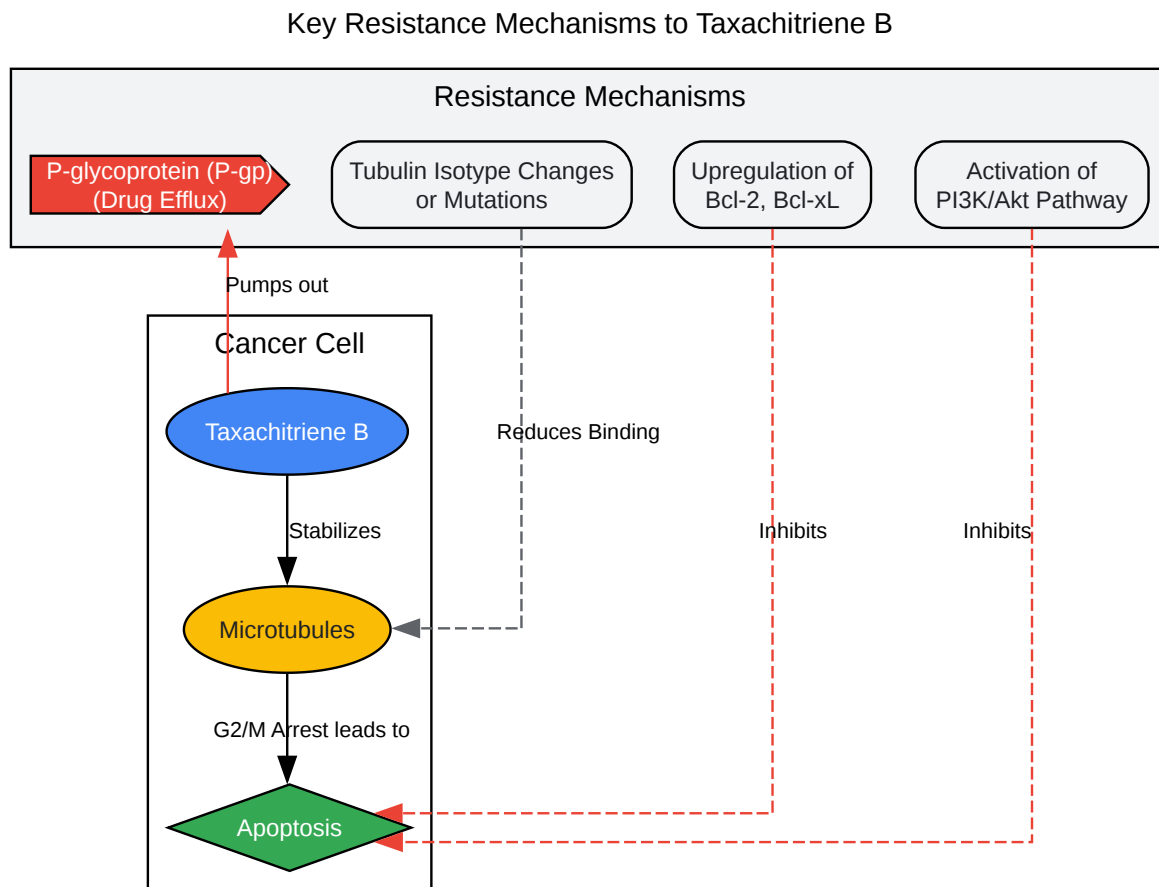 Key Resistance Mechanisms to Taxachitriene B
Resistance Mechanisms
P-glycoprotein (P-gp)
(Drug Efflux)
Tubulin Isotype Changes
or Mutations
Upregulation of
Bcl-2, Bcl-xL
Activation of
PI3K/Akt Pathway
Pumps out
Cancer Cell
Taxachitriene B
Reduces Binding
Stabilizes
Inhibits
Inhibits
Microtubules
G2/M Arrest leads to
Apoptosis